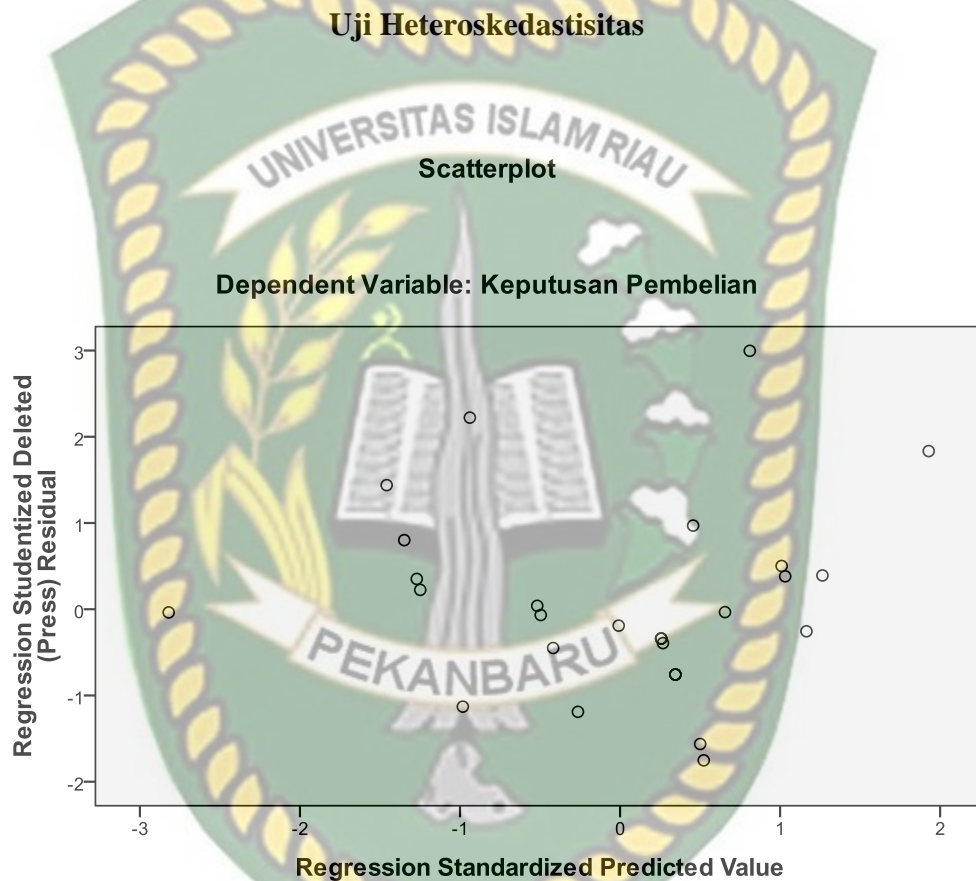 Uji Heteroskedastisitas
UNIVERSITAS ISLAM RIAU
Scatterplot
Dependent Variable: Keputusan Pembelian
Regression Studentized Deleted
(Press) Residual
3
2
1
0
-1
-2
PEKANBARU
-3
-2
-1
0
1
2
Regression Standardized Predicted Value